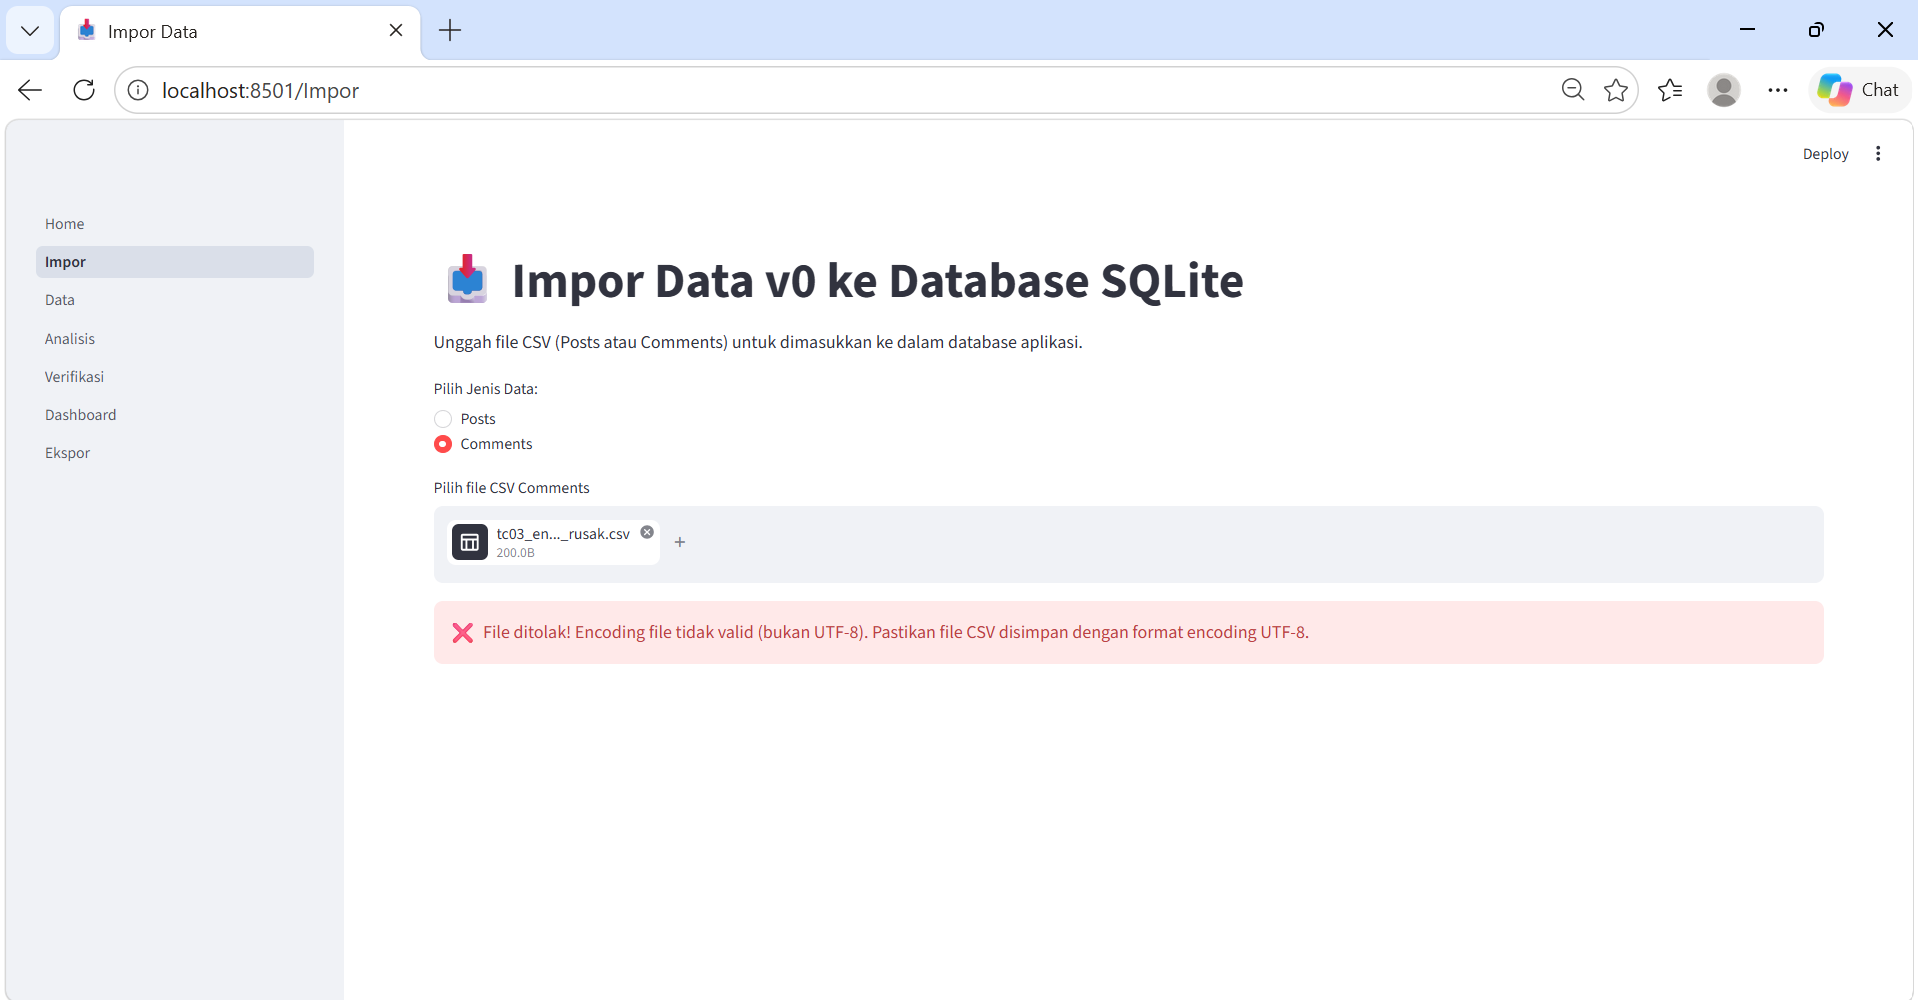 Impor Data
localhost:8501/Impor
Chat
Deploy
Home
Impor
Data
Analisis
Verifikasi
Dashboard
Ekspor
Impor Data v0 ke Database SQLite
Unggah file CSV (Posts atau Comments) untuk dimasukkan ke dalam database aplikasi.
Pilih Jenis Data:
Posts
Comments
Pilih file CSV Comments
tc03_en..._rusak.csv
200.0B
File ditolak! Encoding file tidak valid (bukan UTF-8). Pastikan file CSV disimpan dengan format encoding UTF-8.